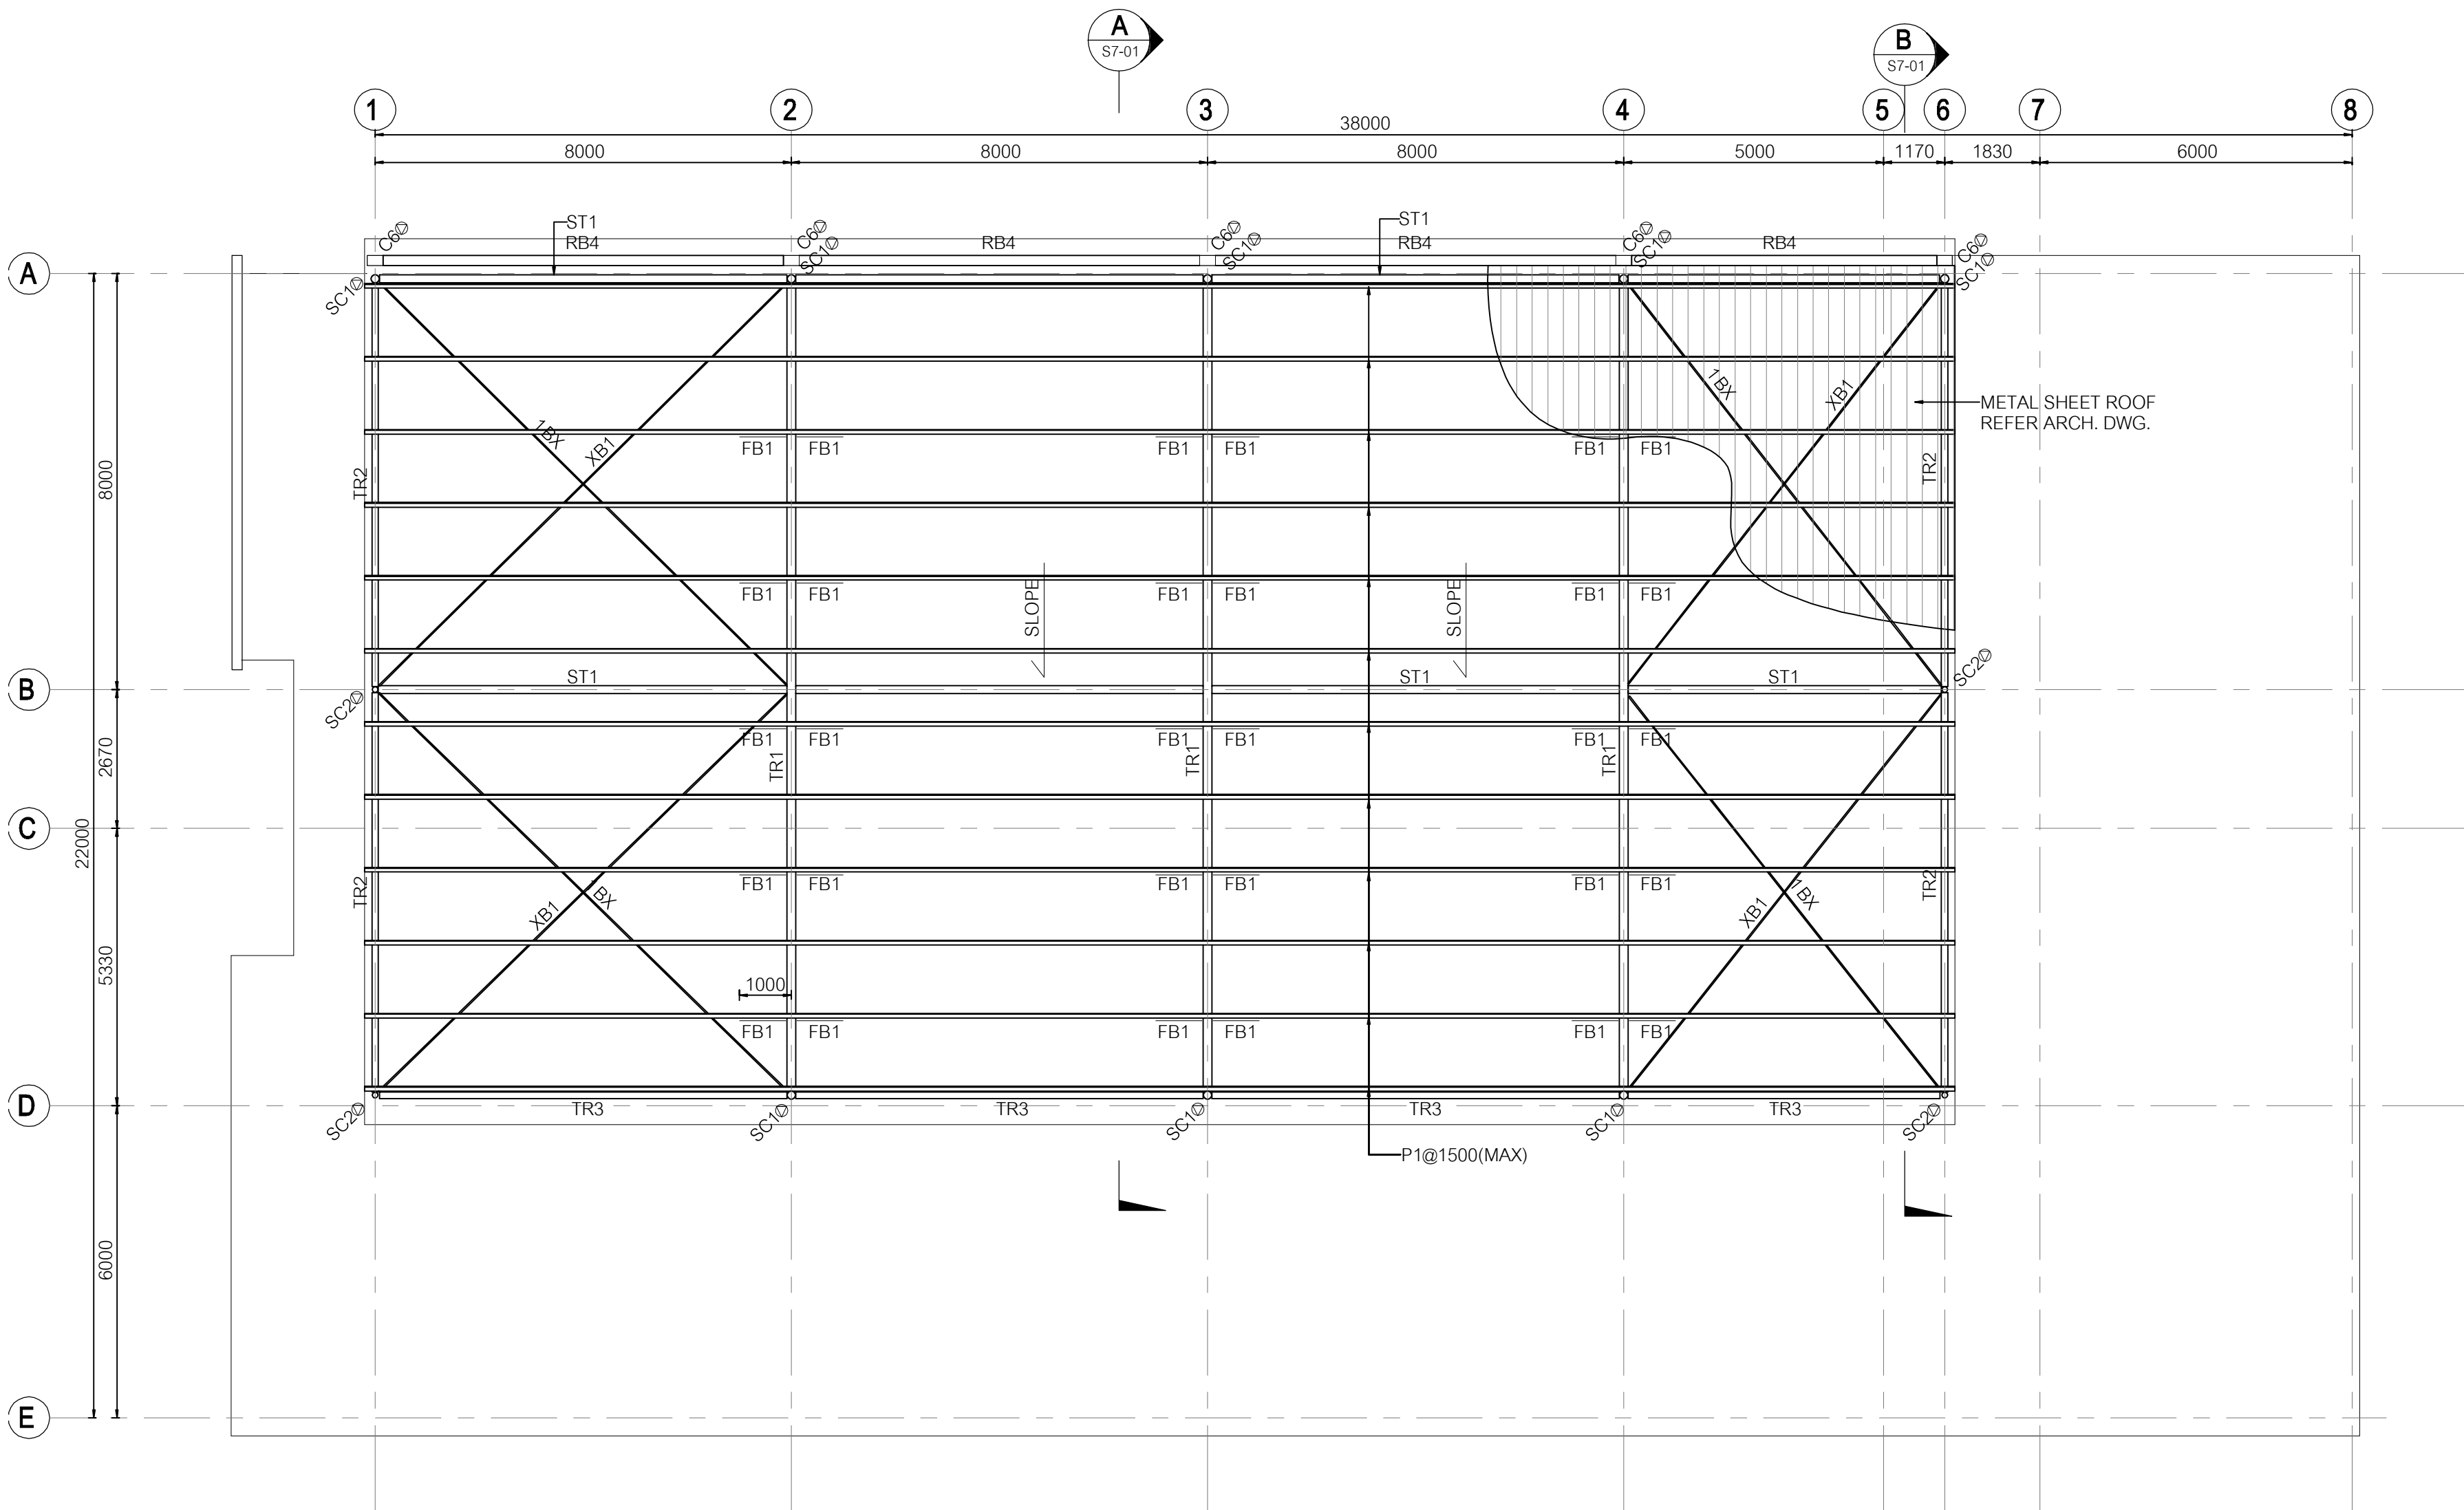 A
S7-01
B
S7-01
1
2
3
4
5
6
7
8
38000
8000
8000
8000
5000
1170
1830
6000
ST1
ST1
C6
RB4
C6
SC1
RB4
C6
SC1
RB4
C6
SC1
RB4
C6
SC1
A
SC1
METAL SHEET ROOF
REFER ARCH. DWG.
XB1
XB1
XB1
XB1
FB1
FB1
FB1
FB1
FB1
FB1
8000
TR2
TR2
FB1
FB1
FB1
FB1
FB1
FB1
SLOPE
SLOPE
B
ST1
ST1
ST1
SC2
SC2
FB1
FB1
FB1
FB1
FB1
FB1
2670
TR1
TR1
TR1
C
22000
TR2
TR2
FB1
FB1
FB1
FB1
FB1
FB1
XB1
XB1
XB1
XB1
5330
1000
FB1
FB1
FB1
FB1
FB1
FB1
D
TR3
TR3
TR3
TR3
SC2
SC1
SC1
SC1
SC2
P1@1500(MAX)
6000
E